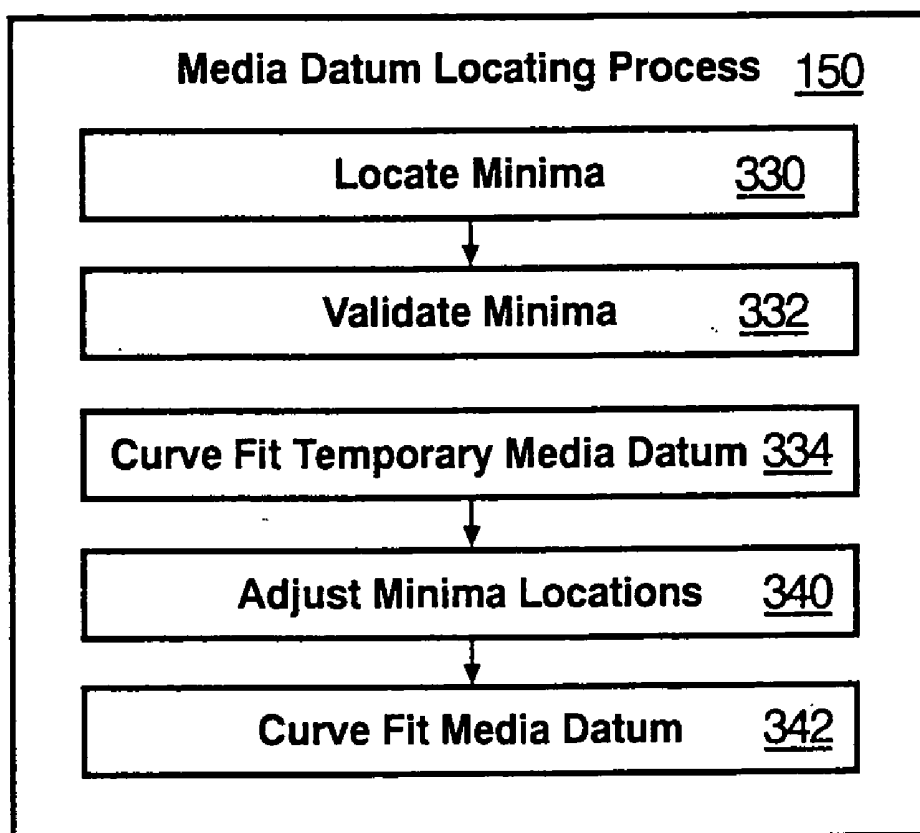 Media Datum Locating Process 150
Locate Minima 330
Validate Minima 332
Curve Fit Temporary Media Datum 334
Adjust Minima Locations 340
Curve Fit Media Datum 342